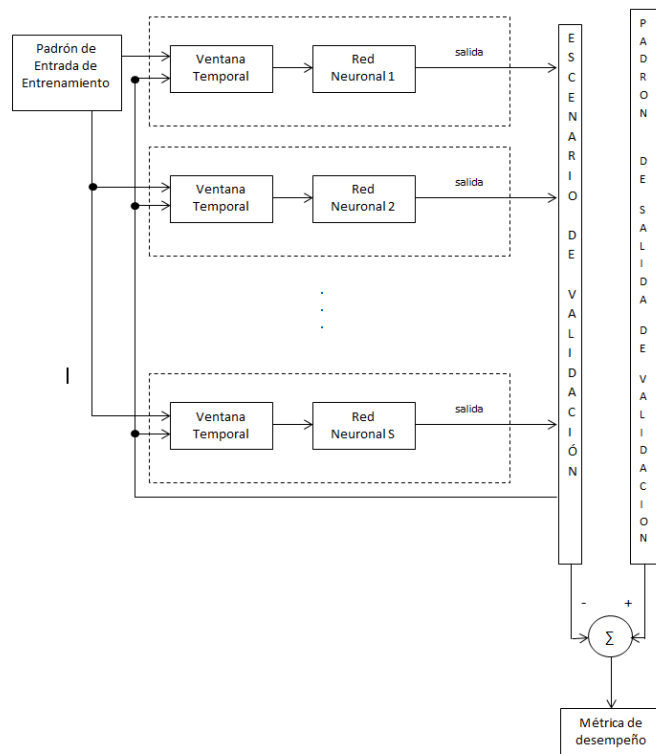 Padrón de
Entrada de
Entrenamiento
Ventana
Temporal
Red
Neuronal 1
salida
Ventana
Temporal
Red
Neuronal 2
salida
.
.
.
Ventana
Temporal
Red
Neuronal S
salida
ESCENARIO DE VALIDACIÓN
PADRON DE SALIDA DE VALIDACION
- +
Σ
Métrica de
desempeño